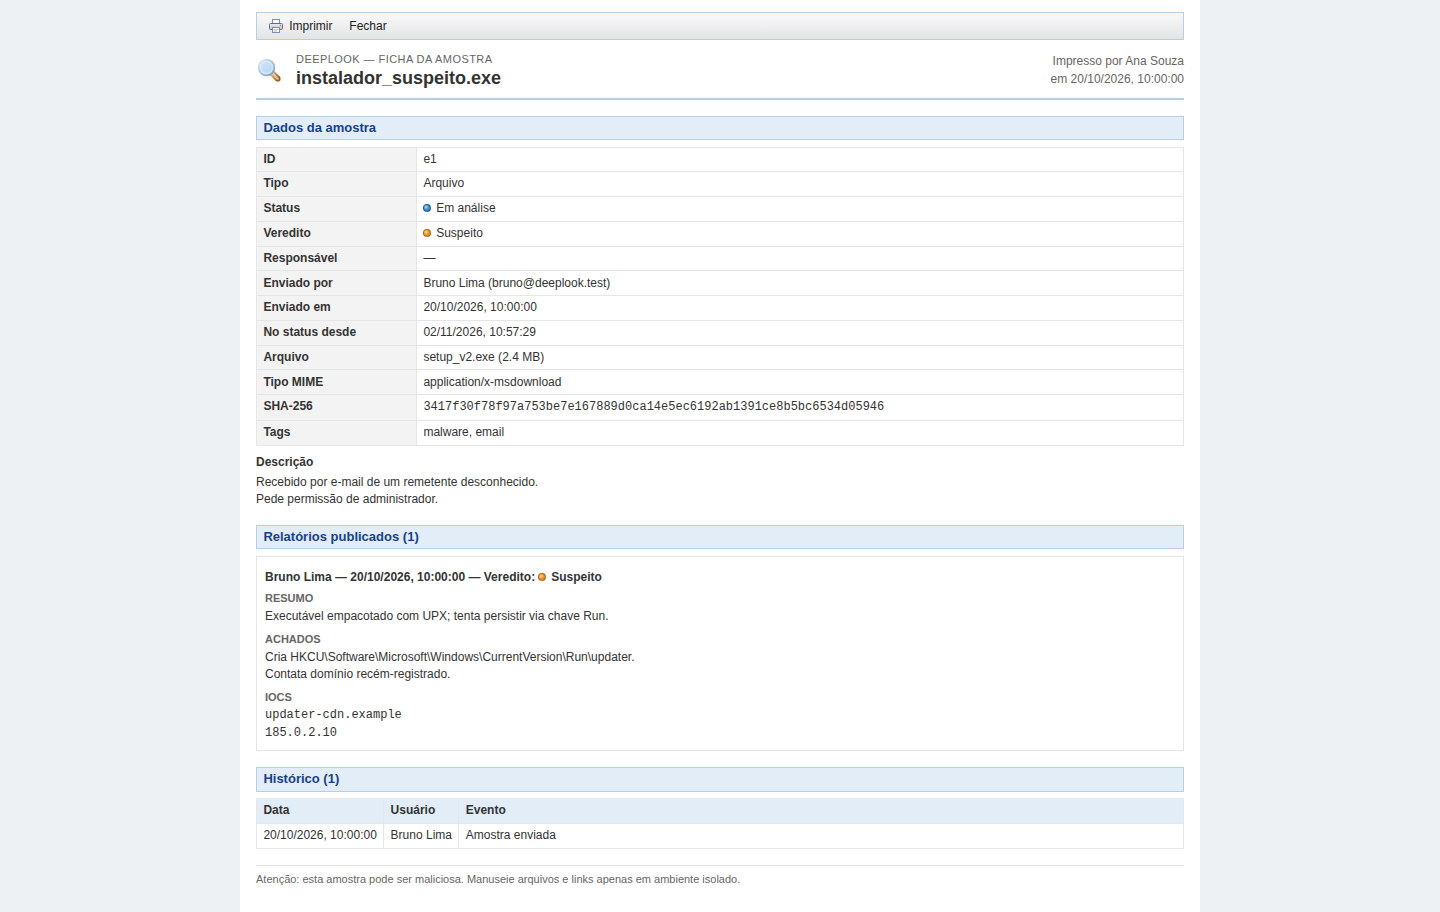 Imprimir Fechar
DEEPLOOK — FICHA DA AMOSTRA
instalador_suspeito.exe
Impresso por Ana Souza
em 20/10/2026, 10:00:00
Dados da amostra
ID e1
Tipo Arquivo
Status Em análise
Veredito Suspeito
Responsável —
Enviado por Bruno Lima (bruno@deeplook.test)
Enviado em 20/10/2026, 10:00:00
No status desde 02/11/2026, 10:57:29
Arquivo setup_v2.exe (2.4 MB)
Tipo MIME application/x-msdownload
SHA-256 3417f30f78f97a753be7e167889d0ca14e5ec6192ab1391ce8b5bc6534d05946
Tags malware, email
Descrição
Recebido por e-mail de um remetente desconhecido.
Pede permissão de administrador.
Relatórios publicados (1)
Bruno Lima — 20/10/2026, 10:00:00 — Veredito: Suspeito
RESUMO
Executável empacotado com UPX; tenta persistir via chave Run.
ACHADOS
Cria HKCU\Software\Microsoft\Windows\CurrentVersion\Run\updater.
Contata domínio recém-registrado.
IOCS
updater-cdn.example
185.0.2.10
Histórico (1)
Data Usuário Evento
20/10/2026, 10:00:00 Bruno Lima Amostra enviada
Atenção: esta amostra pode ser maliciosa. Manuseie arquivos e links apenas em ambiente isolado.